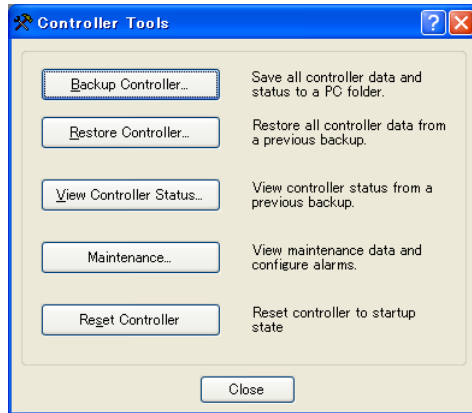 Controller Tools
Backup Controller...
Save all controller data and
status to a PC folder.
Restore Controller...
Restore all controller data from
a previous backup.
View Controller Status...
View controller status from a
previous backup.
Maintenance...
View maintenance data and
configure alarms.
Reset Controller
Reset controller to startup
state
Close